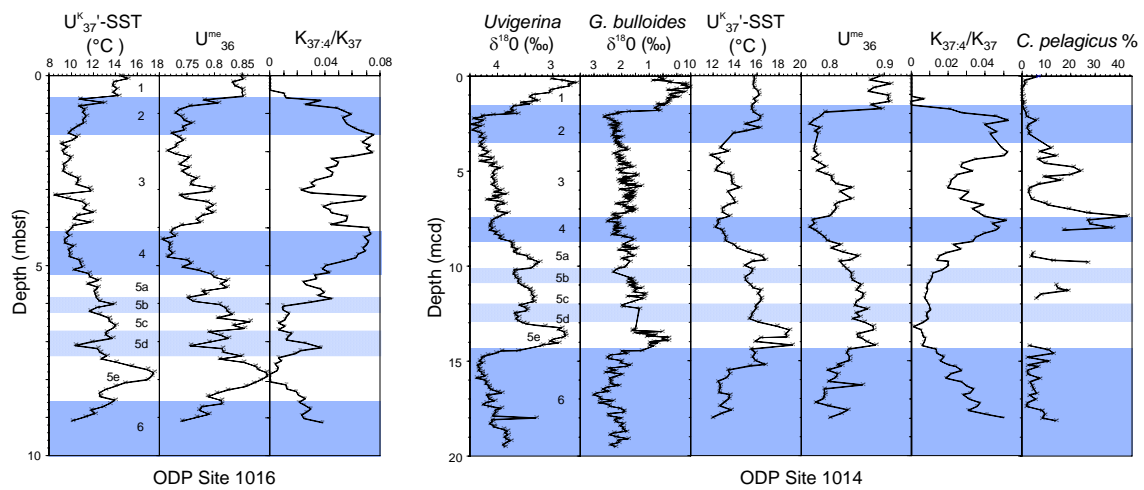 U^K_37'-SST (°C) U^me_36 K_37:4/K_37
8 10 12 14 16 18 0.75 0.8 0.85 0 0.04 0.08
Depth (mbsf)
0
5
10
1
2
3
4
5a
5b
5c
5d
5e
6
ODP Site 1016
Uvigerina δ^18O (‰) G. bulloides δ^18O (‰) U^K_37'-SST (°C) U^me_36 K_37:4/K_37 C. pelagicus %
4 3 3 2 1 0 12 14 16 18 20 0.8 0.9 0 0.02 0.04 0 10 20 30 40
Depth (mcd)
0
5
10
15
20
1
2
3
4
5a
5b
5c
5d
5e
6
ODP Site 1014